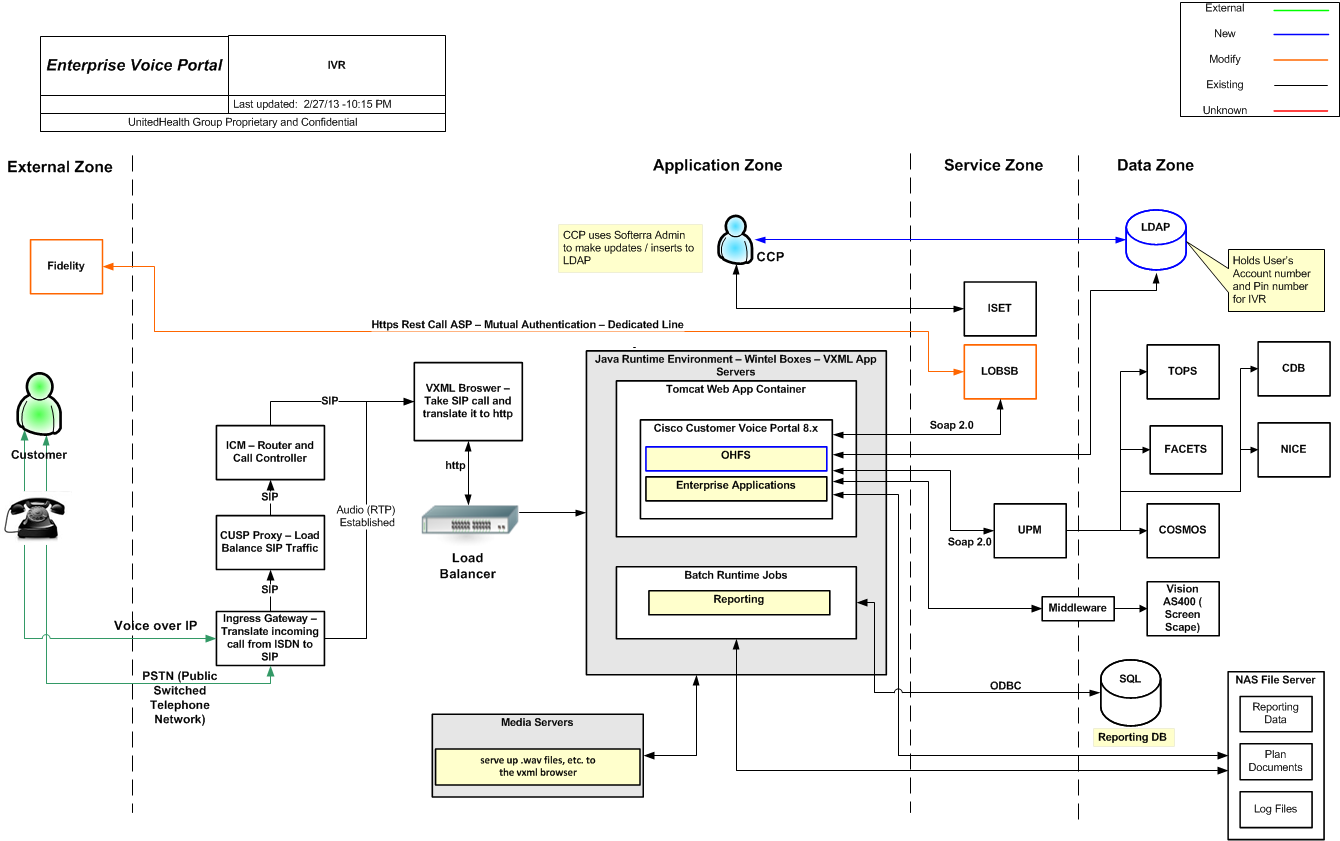 External
New
Modify
Existing
Unknown
Enterprise Voice Portal
IVR
Last updated: 2/27/13 -10:15 PM
UnitedHealth Group Proprietary and Confidential
External Zone
Application Zone
Service Zone
Data Zone
Fidelity
CCP uses Softerra Admin
to make updates / inserts to
LDAP
CCP
LDAP
Holds User's
Account number
and Pin number
for IVR
ISET
Https Rest Call ASP – Mutual Authentication – Dedicated Line
LOBSB
Customer
SIP
VXML Broswer –
Take SIP call and
translate it to http
ICM – Router and
Call Controller
SIP
http
Audio (RTP)
Established
CUSP Proxy – Load
Balance SIP Traffic
SIP
Load
Balancer
Ingress Gateway –
Translate incoming
call from ISDN to
SIP
Voice over IP
PSTN (Public
Switched
Telephone
Network)
Java Runtime Environment – Wintel Boxes – VXML App
Servers
Tomcat Web App Container
Cisco Customer Voice Portal 8.x
OHFS
Enterprise Applications
Batch Runtime Jobs
Reporting
Soap 2.0
Soap 2.0
UPM
TOPS
CDB
FACETS
NICE
COSMOS
Middleware
Vision
AS400 (
Screen
Scape)
ODBC
SQL
Reporting DB
Media Servers
serve up .wav files, etc. to
the vxml browser
NAS File Server
Reporting
Data
Plan
Documents
Log Files